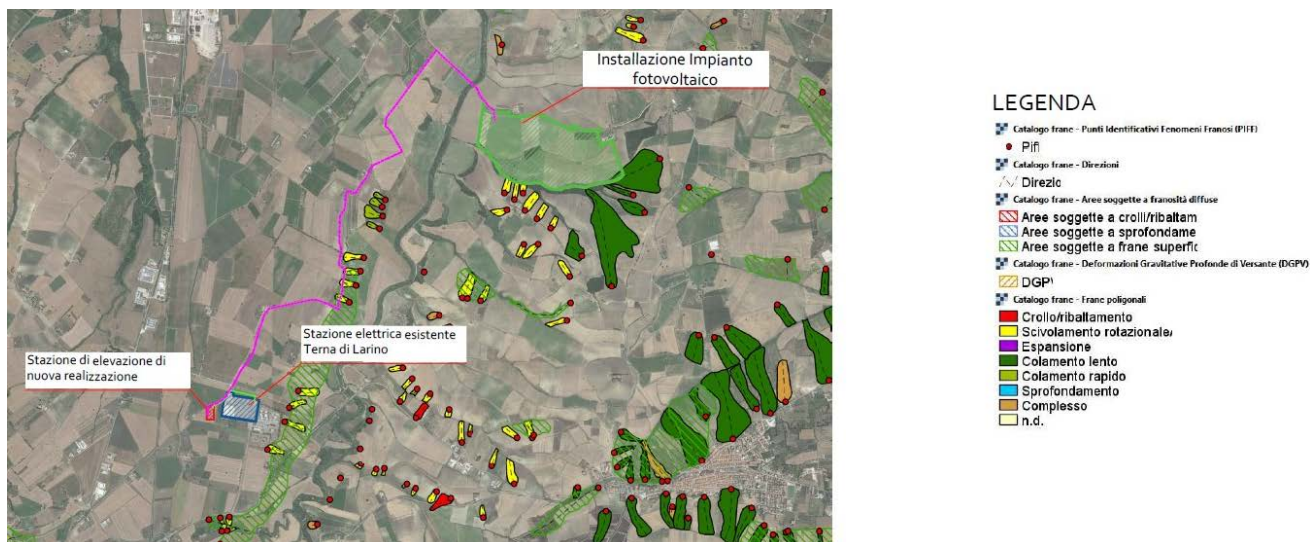 Installazione Impianto
fotovoltaico
Stazione elettrica esistente
Terna di Larino
Stazione di elevazione di
nuova realizzazione
LEGENDA
Catalogo frane - Punti Identificativi Fenomeni Franosi (PIFF)
Pifl
Catalogo frane - Direzioni
Direzio
Catalogo frane - Aree soggette a franosità diffuse
Aree soggette a crolli/ribaltam
Aree soggette a sprofondame
Aree soggette a frane superfic
Catalogo frane - Deformazioni Gravitative Profonde di Versante (DGPV)
DGP\
Catalogo frane - Frane poligonali
Crollo/ribaltamento
Scivolamento rotazionale/
Espansione
Colamento lento
Colamento rapido
Sprofondamento
Complesso
n.d.